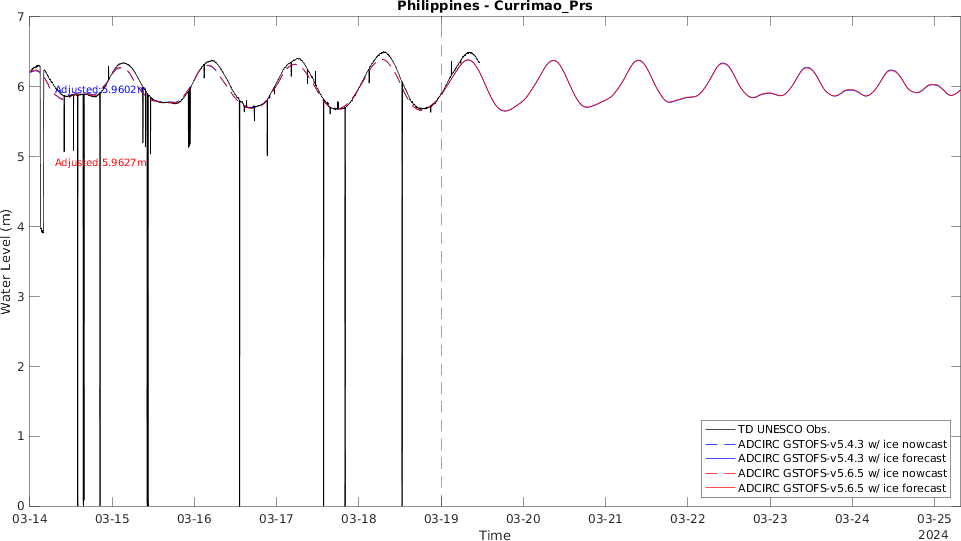 Philippines - Currimao_Prs
7
6
5
4
3
2
1
0
Water Level (m)
Adjusted:5.9602m
Adjusted:5.9627m
TD UNESCO Obs.
ADCIRC GSTOFS-v5.4.3 w/ ice nowcast
ADCIRC GSTOFS-v5.4.3 w/ ice forecast
ADCIRC GSTOFS-v5.6.5 w/ ice nowcast
ADCIRC GSTOFS-v5.6.5 w/ ice forecast
03-14 03-15 03-16 03-17 03-18 03-19 03-20 03-21 03-22 03-23 03-24 03-25
Time
2024